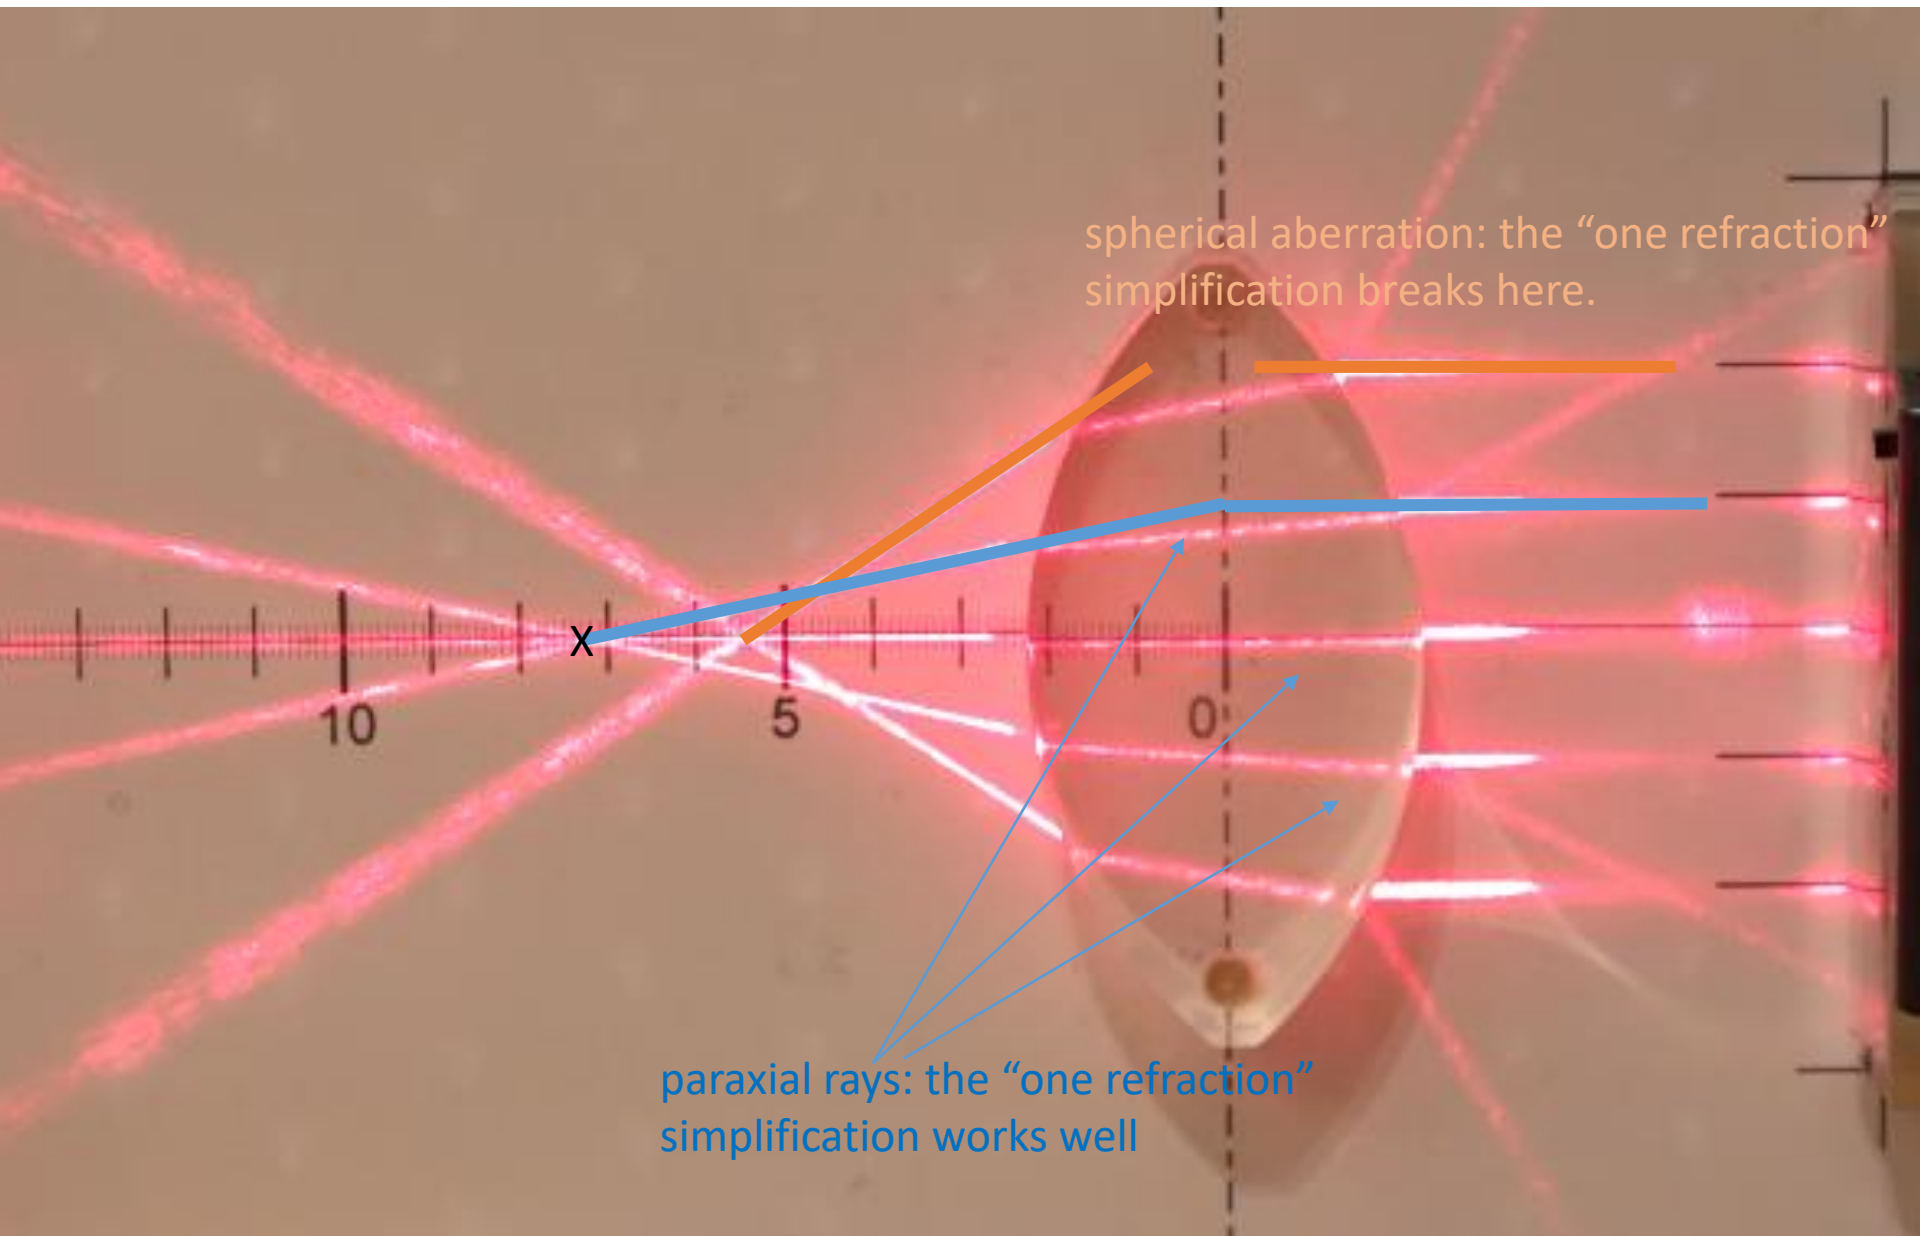 spherical aberration: the “one refraction”
simplification breaks here.
X
10
5
0
paraxial rays: the “one refraction”
simplification works well